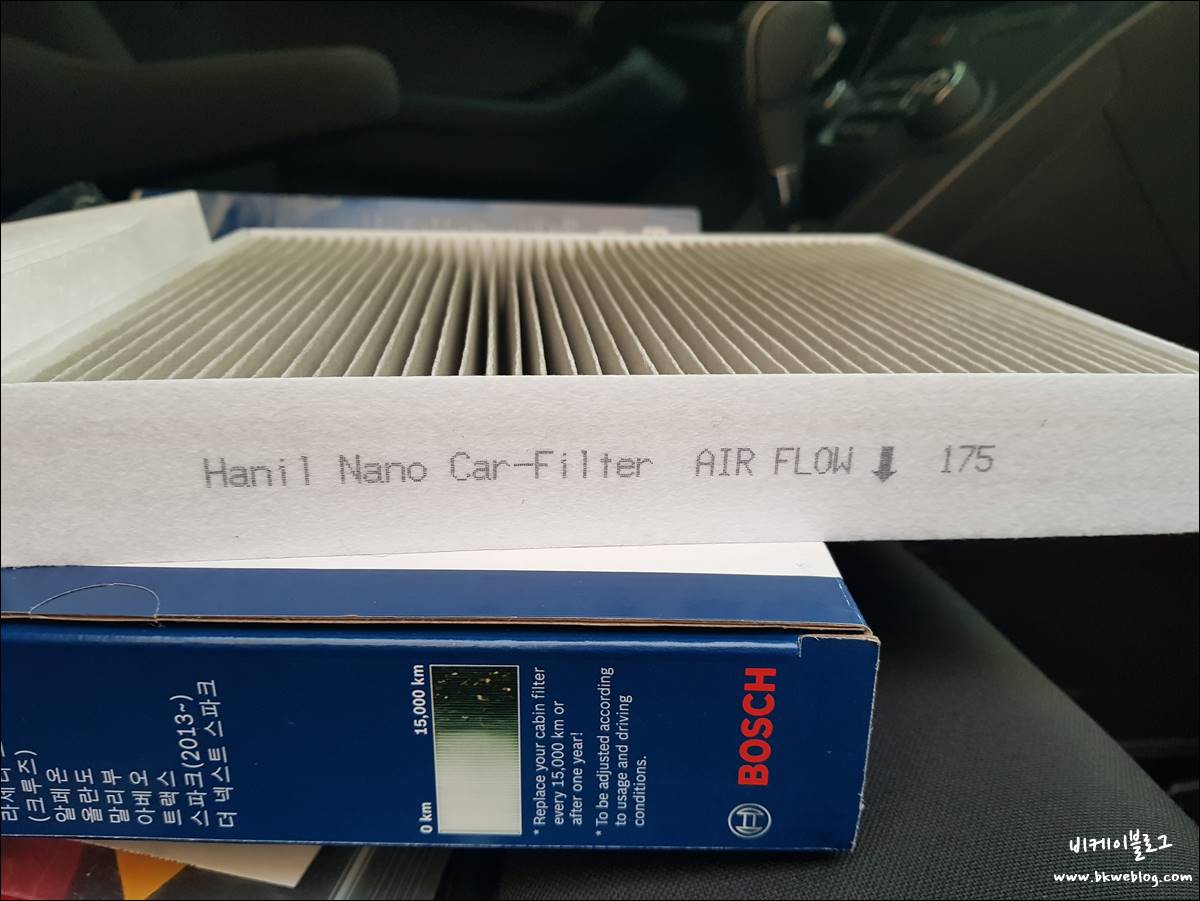 Hanil Nano Car-Filter AIR FLOW ⬇ 175
(크루즈)
알페온
올란도
말리부
아베오
트랙스
스파크(2013~)
더 넥스트 스파크
15,000 km
0 km
* Replace your cabin filter
every 15,000 km or
after one year!
* To be adjusted according
to usage and driving
conditions.
BOSCH
비케이블로그
www.bkweblog.com